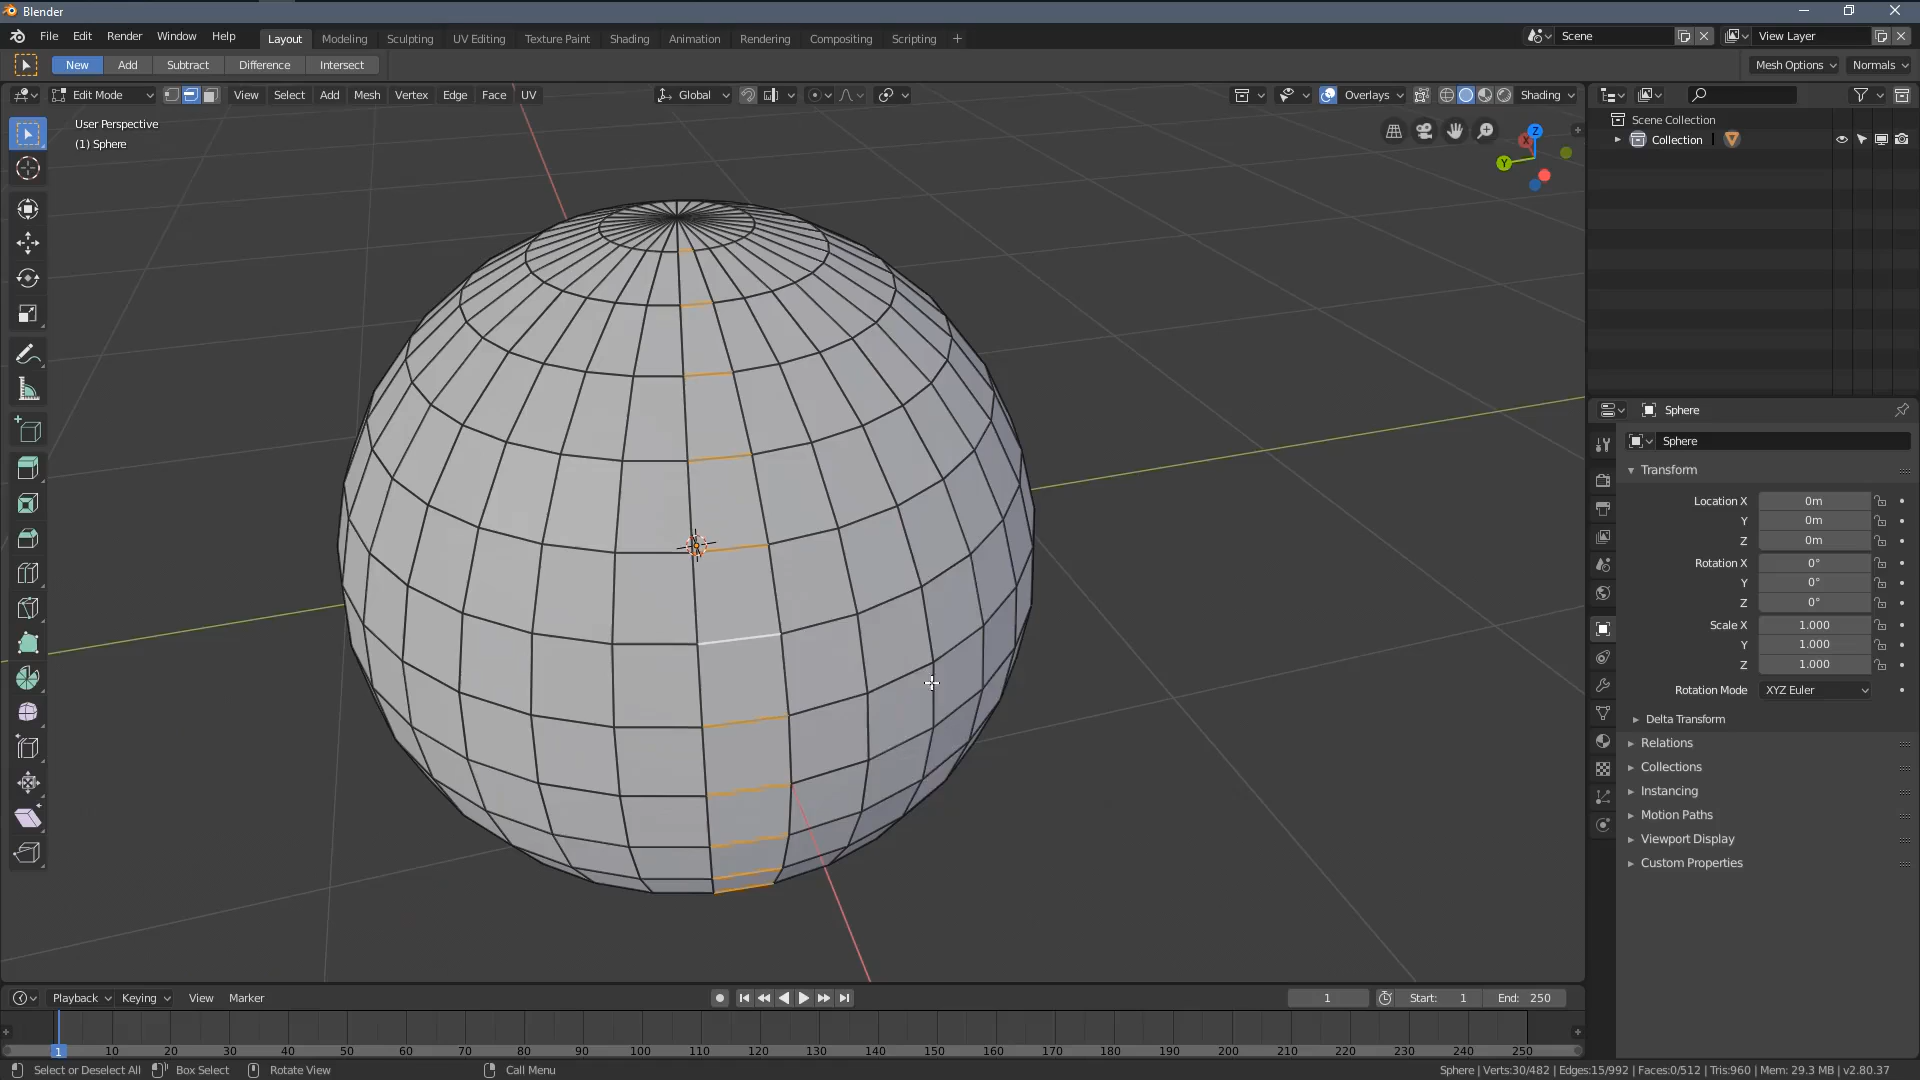 Blender
File Edit Render Window Help Layout Modeling Sculpting UV Editing Texture Paint Shading Animation Rendering Compositing Scripting + Scene View Layer
New Add Subtract Difference Intersect Mesh Options Normals
Edit Mode View Select Add Mesh Vertex Edge Face UV Global Overlays Shading
User Perspective
(1) Sphere
Z
X
Y
Scene Collection
Collection
Sphere
Sphere
Transform
Location X 0m
Y 0m
Z 0m
Rotation X 0°
Y 0°
Z 0°
Scale X 1.000
Y 1.000
Z 1.000
Rotation Mode XYZ Euler
Delta Transform
Relations
Collections
Instancing
Motion Paths
Viewport Display
Custom Properties
Playback Keying View Marker 1 Start: 1 End: 250
1 10 20 30 40 50 60 70 80 90 100 110 120 130 140 150 160 170 180 190 200 210 220 230 240 250
Select or Deselect All Box Select Rotate View Call Menu Sphere | Verts:30/482 | Edges:15/992 | Faces:0/512 | Tris:960 | Mem: 29.3 MB | v2.80.37